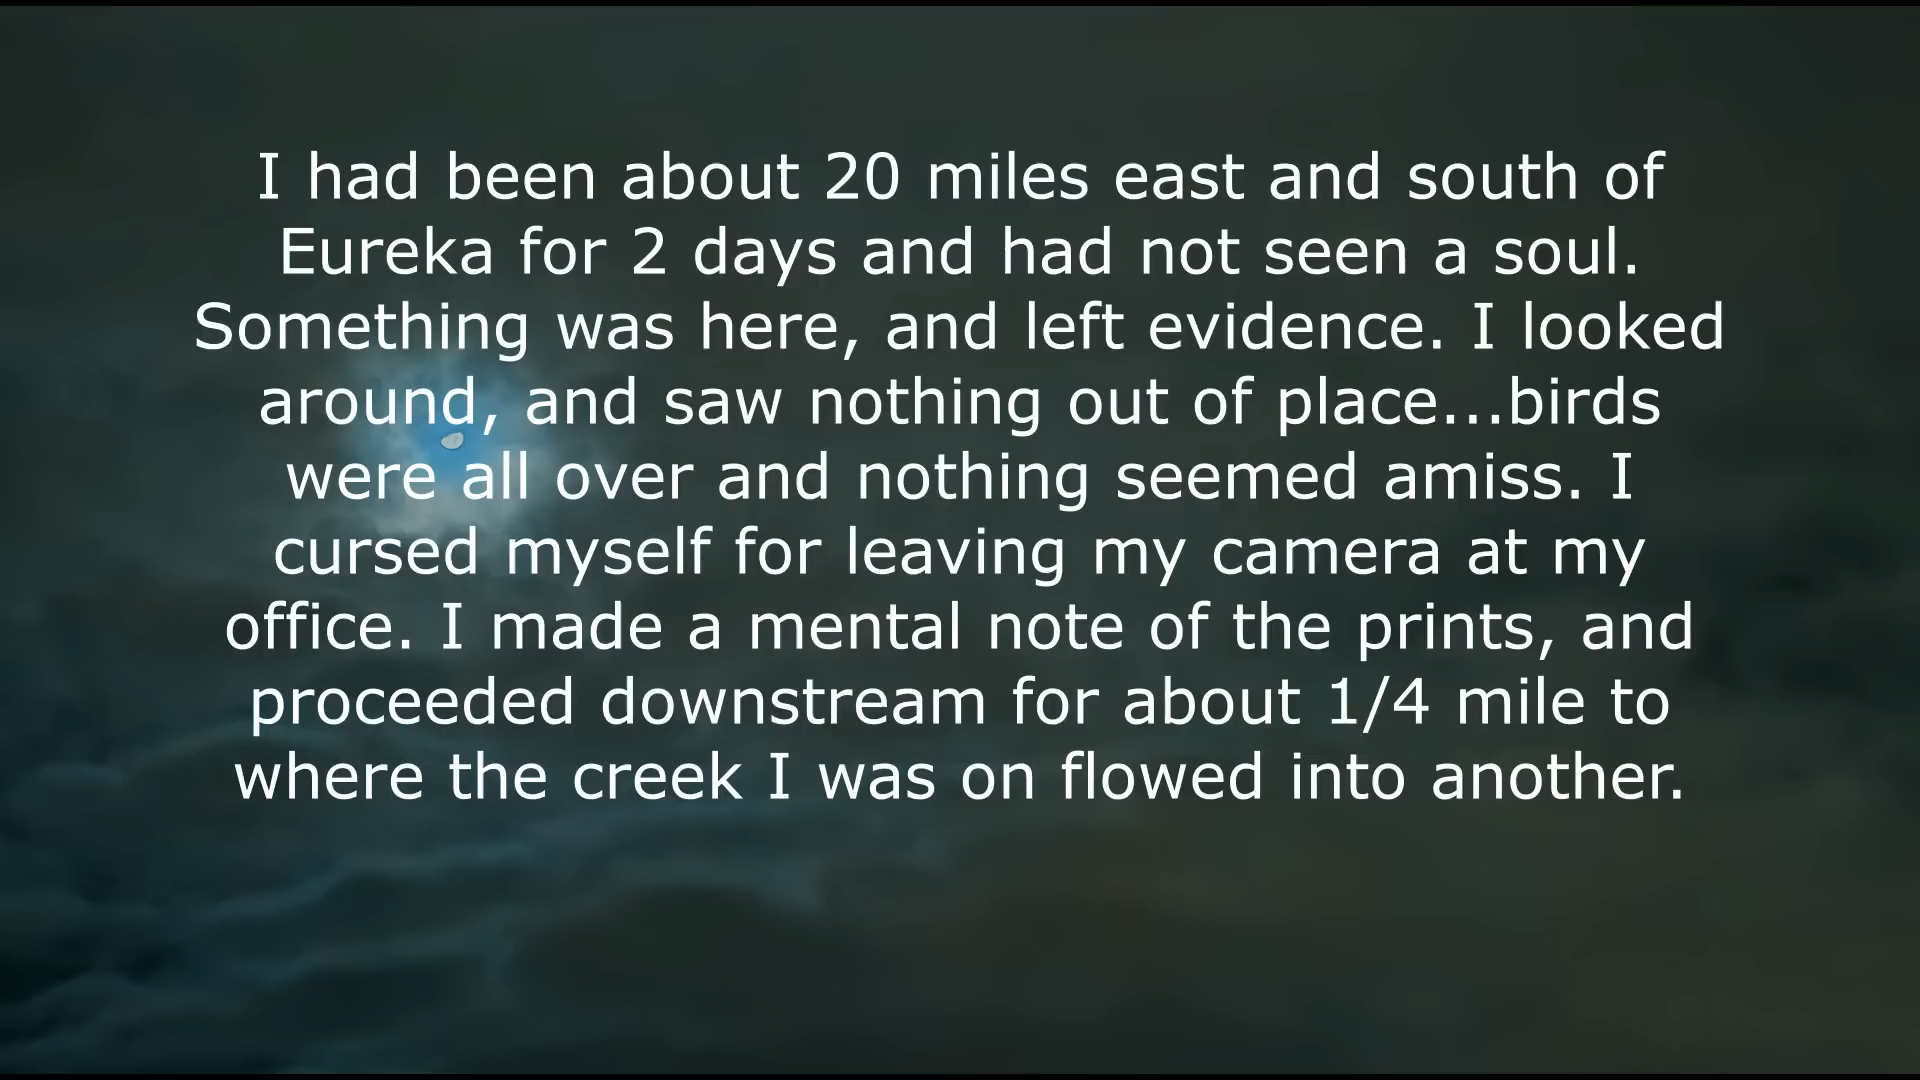 I had been about 20 miles east and south of
Eureka for 2 days and had not seen a soul.
Something was here, and left evidence. I looked
around, and saw nothing out of place...birds
were all over and nothing seemed amiss. I
cursed myself for leaving my camera at my
office. I made a mental note of the prints, and
proceeded downstream for about 1/4 mile to
where the creek I was on flowed into another.